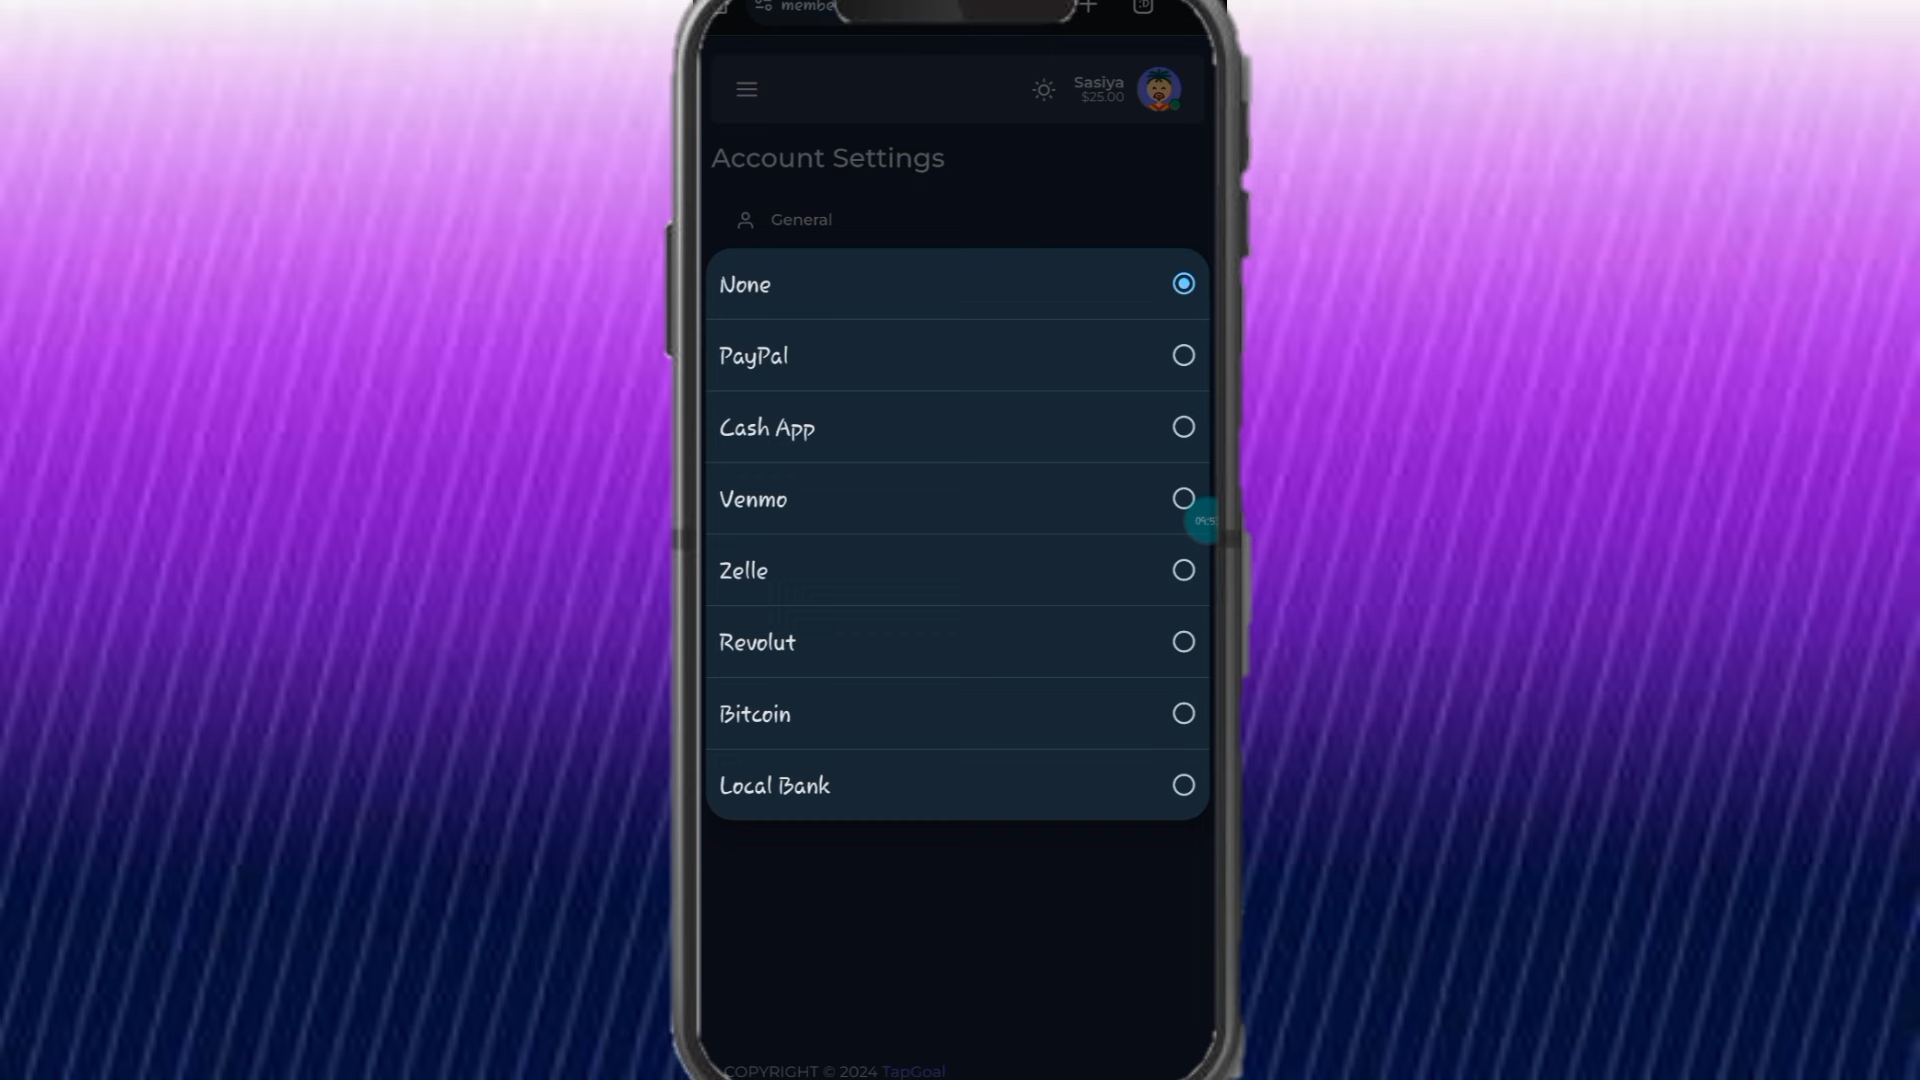 membe
Sasiya
$25.00
Account Settings
General
None
PayPal
Cash App
Venmo
Zelle
Revolut
Bitcoin
Local Bank
COPYRIGHT © 2024 TapGoal